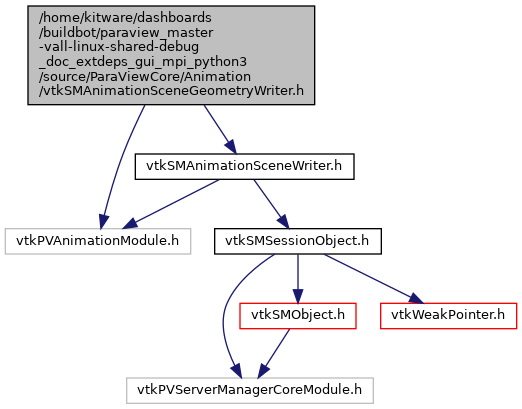 /home/kitware/dashboards
/buildbot/paraview_master
-vall-linux-shared-debug
_doc_extdeps_gui_mpi_python3
/source/ParaViewCore/Animation
/vtkSMAnimationSceneGeometryWriter.h
vtkSMAnimationSceneWriter.h
vtkPVAnimationModule.h
vtkSMSessionObject.h
vtkSMObject.h
vtkWeakPointer.h
vtkPVServerManagerCoreModule.h